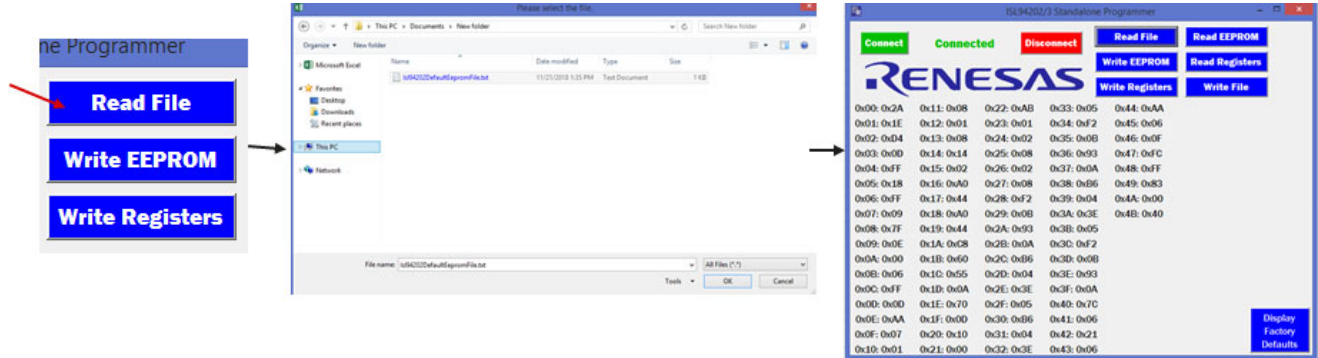 ne Programmer
Read File
Write EEPROM
Write Registers
Please select the file.
This PC ▸ Documents ▸ New folder
Search New folder
Organize
New folder
Name
Date modified
Type
Size
Microsoft Excel
Isl94202DefaultEepromFile.txt
11/21/2018 1:35 PM
Text Document
1 KB
Favorites
Desktop
Downloads
Recent places
This PC
Network
File name:
Isl94202DefaultEepromFile.txt
All Files (*.*)
Tools
OK
Cancel
ISL94202/3 Standalone Programmer
Connect
Connected
Disconnect
Read File
Read EEPROM
Write EEPROM
Read Registers
Write Registers
Write File
RENESAS
0x00: 0x2A 0x11: 0x08 0x22: 0xAB 0x33: 0x05 0x44: 0xAA
0x01: 0x1E 0x12: 0x01 0x23: 0x01 0x34: 0xF2 0x45: 0x06
0x02: 0xD4 0x13: 0x08 0x24: 0x02 0x35: 0x0B 0x46: 0x0F
0x03: 0x0D 0x14: 0x14 0x25: 0x08 0x36: 0x93 0x47: 0xFC
0x04: 0xFF 0x15: 0x02 0x26: 0x02 0x37: 0x0A 0x48: 0xFF
0x05: 0x18 0x16: 0xA0 0x27: 0x08 0x38: 0xB6 0x49: 0x83
0x06: 0xFF 0x17: 0x44 0x28: 0xF2 0x39: 0x04 0x4A: 0x00
0x07: 0x09 0x18: 0xA0 0x29: 0x0B 0x3A: 0x3E 0x4B: 0x40
0x08: 0x7F 0x19: 0x44 0x2A: 0x93 0x3B: 0x05
0x09: 0x0E 0x1A: 0xC8 0x2B: 0x0A 0x3C: 0xF2
0x0A: 0x00 0x1B: 0x60 0x2C: 0xB6 0x3D: 0x0B
0x0B: 0x06 0x1C: 0x55 0x2D: 0x04 0x3E: 0x93
0x0C: 0xFF 0x1D: 0x0A 0x2E: 0x3E 0x3F: 0x0A
0x0D: 0x0D 0x1E: 0x70 0x2F: 0x05 0x40: 0x7C
0x0E: 0xAA 0x1F: 0x0D 0x30: 0xB6 0x41: 0x06
0x0F: 0x07 0x20: 0x10 0x31: 0x04 0x42: 0x21
0x10: 0x01 0x21: 0x00 0x32: 0x3E 0x43: 0x06
Display
Factory
Defaults